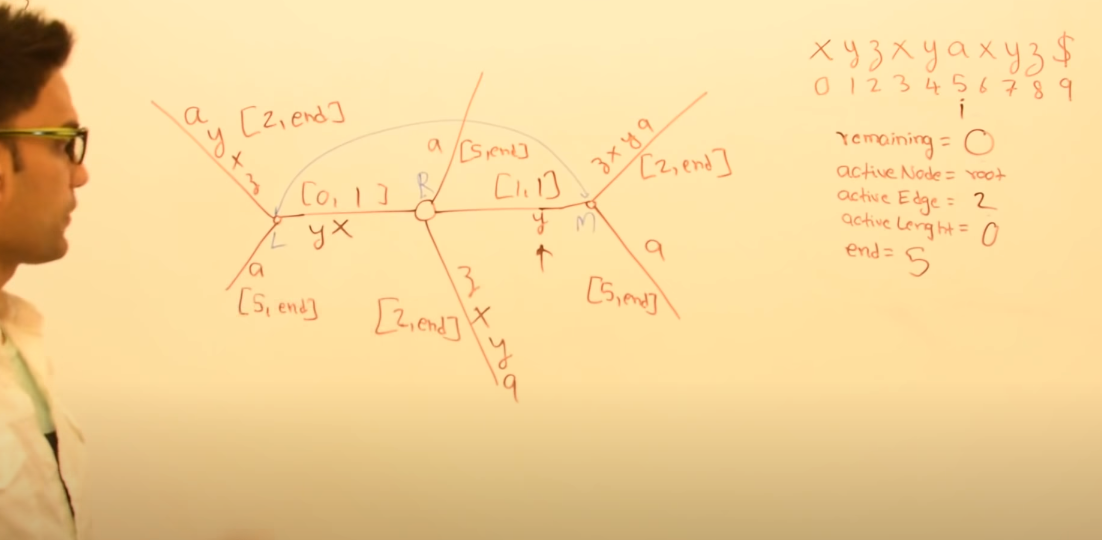 x y z x y a x y z $
0 1 2 3 4 5 6 7 8 9
i
remaining = 0
active Node = root
active Edge = 2
active Lenght = 0
end = 5
a y x z
[2, end]
[0, 1]
y x
L
a
[5, end]
R
a
[5, end]
[1, 1]
y
M
z x y a
[2, end]
a
[5, end]
[2, end]
z
x
y
a